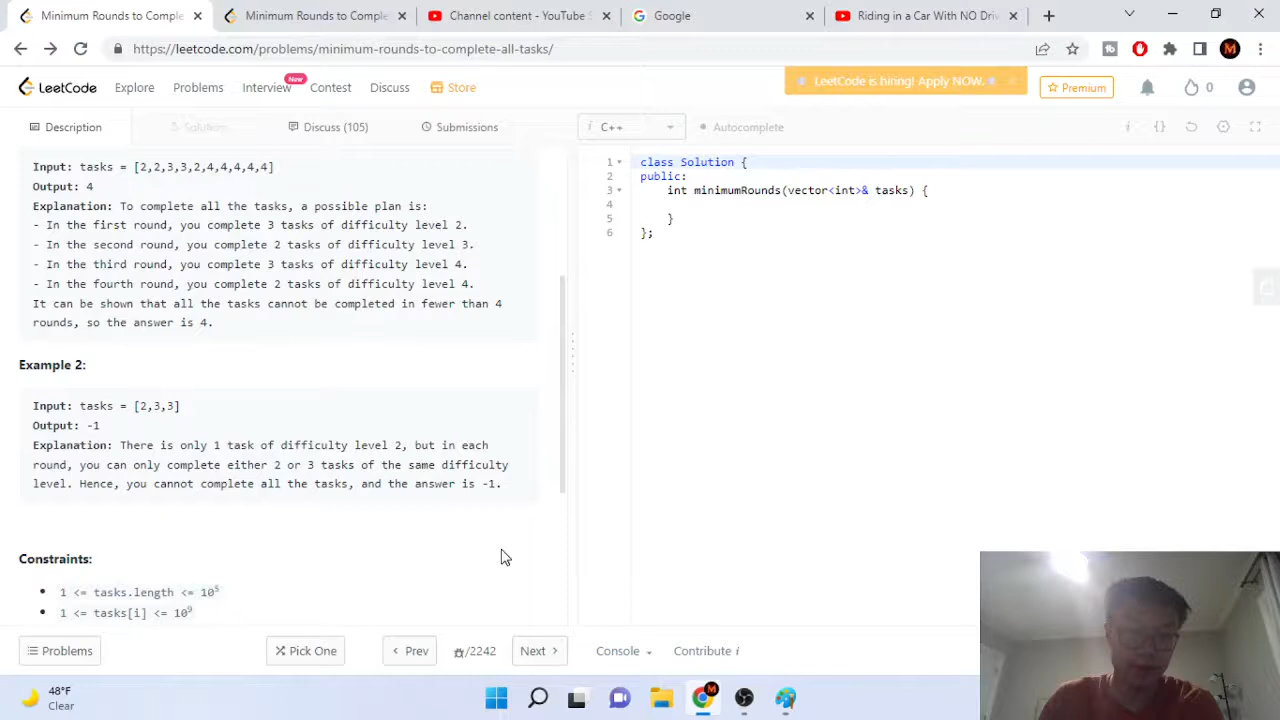 Minimum Rounds to Comple
Minimum Rounds to Comple
Channel content - YouTube S
Google
Riding in a Car With NO Driv
https://leetcode.com/problems/minimum-rounds-to-complete-all-tasks/
LeetCode
Explore
Problems
Interview
New
Contest
Discuss
Store
LeetCode is hiring! Apply NOW.
Premium
0
Description
Solution
Discuss (105)
Submissions
i C++
Autocomplete
Input: tasks = [2,2,3,3,2,4,4,4,4,4]
Output: 4
Explanation: To complete all the tasks, a possible plan is:
- In the first round, you complete 3 tasks of difficulty level 2.
- In the second round, you complete 2 tasks of difficulty level 3.
- In the third round, you complete 3 tasks of difficulty level 4.
- In the fourth round, you complete 2 tasks of difficulty level 4.
It can be shown that all the tasks cannot be completed in fewer than 4
rounds, so the answer is 4.
Example 2:
Input: tasks = [2,3,3]
Output: -1
Explanation: There is only 1 task of difficulty level 2, but in each
round, you can only complete either 2 or 3 tasks of the same difficulty
level. Hence, you cannot complete all the tasks, and the answer is -1.
Constraints:
1 <= tasks.length <= 10⁵
1 <= tasks[i] <= 10⁹
1 class Solution {
2 public:
3 int minimumRounds(vector<int>& tasks) {
4
5 }
6 };
Problems
Pick One
Prev
/2242
Next
Console
Contribute i
48°F
Clear